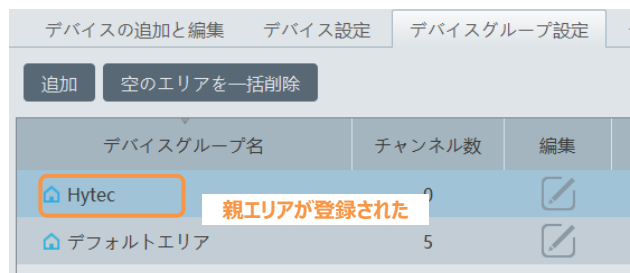 デバイスの追加と編集 デバイス設定 デバイスグループ設定
追加 空のエリアを一括削除
デバイスグループ名 チャンネル数 編集
Hytec 0
親エリアが登録された
デフォルトエリア 5